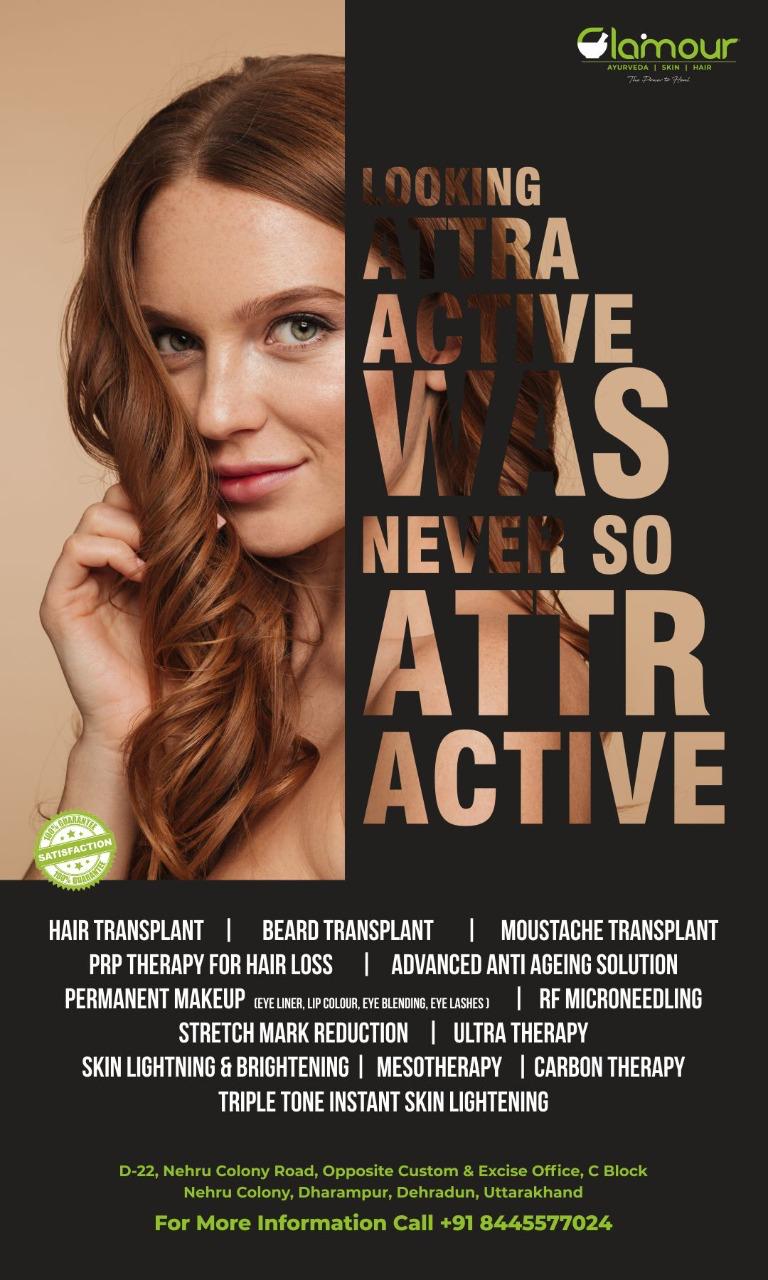 Glamour
AYURVEDA | SKIN | HAIR
The Power to Heal
LOOKING
ATTRA
ACTIVE
WAS
NEVER SO
ATTR
ACTIVE
100% GUARANTEE
SATISFACTION
100% GUARANTEE
HAIR TRANSPLANT | BEARD TRANSPLANT | MOUSTACHE TRANSPLANT
PRP THERAPY FOR HAIR LOSS | ADVANCED ANTI AGEING SOLUTION
PERMANENT MAKEUP (EYE LINER, LIP COLOUR, EYE BLENDING, EYE LASHES ) | RF MICRONEEDLING
STRETCH MARK REDUCTION | ULTRA THERAPY
SKIN LIGHTNING & BRIGHTENING | MESOTHERAPY | CARBON THERAPY
TRIPLE TONE INSTANT SKIN LIGHTENING
D-22, Nehru Colony Road, Opposite Custom & Excise Office, C Block
Nehru Colony, Dharampur, Dehradun, Uttarakhand
For More Information Call +91 8445577024